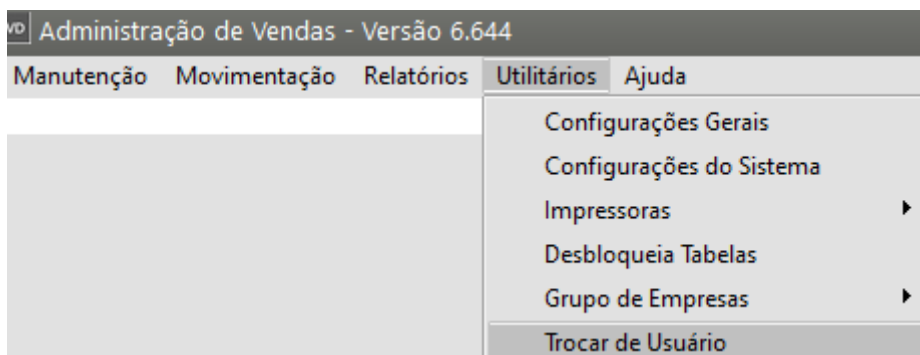 VD Administração de Vendas - Versão 6.644
Manutenção Movimentação Relatórios Utilitários Ajuda
Configurações Gerais
Configurações do Sistema
Impressoras
Desbloqueia Tabelas
Grupo de Empresas
Trocar de Usuário